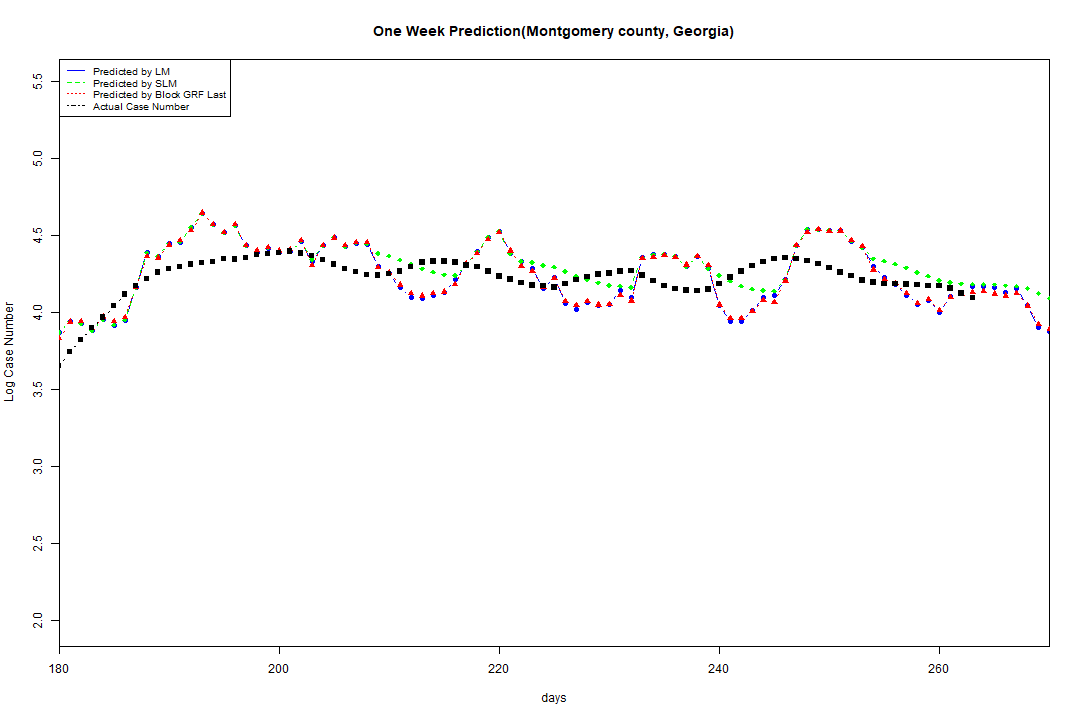 One Week Prediction(Montgomery county, Georgia)
Predicted by LM
Predicted by SLM
Predicted by Block GRF Last
Actual Case Number
5.5
5.0
4.5
4.0
3.5
3.0
2.5
2.0
Log Case Number
180 200 220 240 260
days